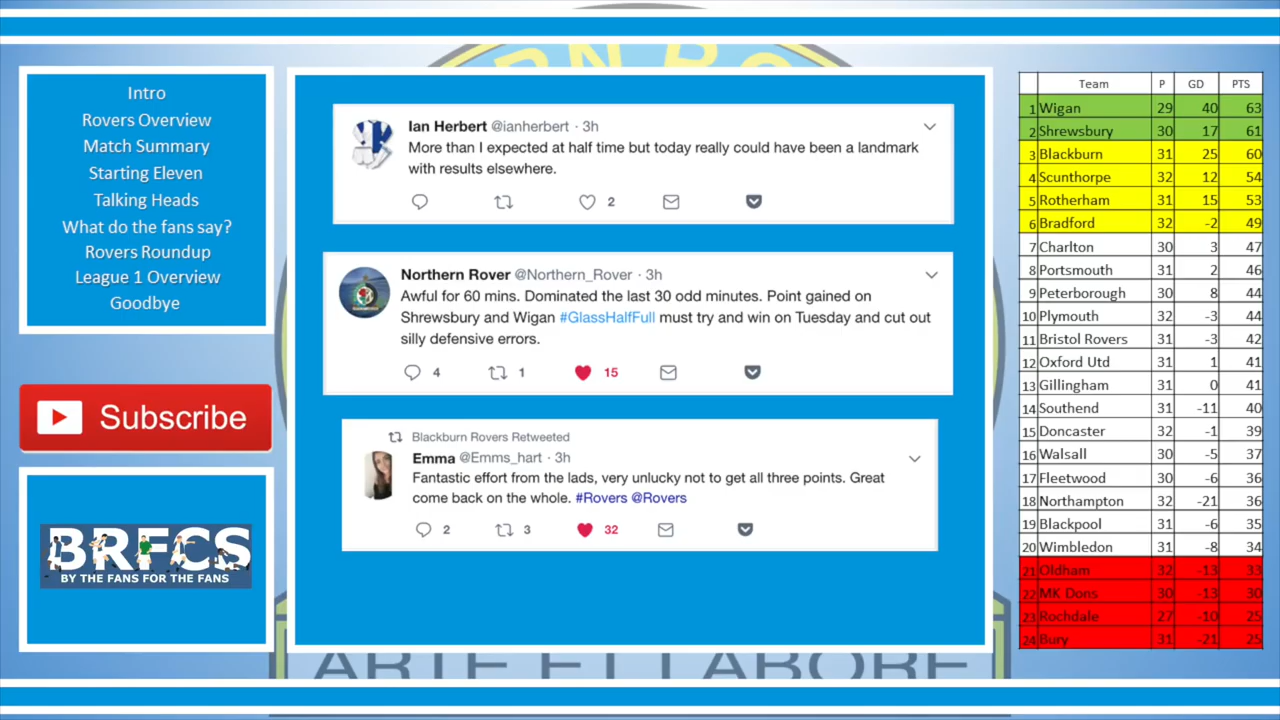 RN RO
Intro
Rovers Overview
Match Summary
Starting Eleven
Talking Heads
What do the fans say?
Rovers Roundup
League 1 Overview
Goodbye
Subscribe
BRFCS
BY THE FANS FOR THE FANS
Ian Herbert @ianherbert · 3h
More than I expected at half time but today really could have been a landmark
with results elsewhere.
2
Northern Rover @Northern_Rover · 3h
Awful for 60 mins. Dominated the last 30 odd minutes. Point gained on
Shrewsbury and Wigan #GlassHalfFull must try and win on Tuesday and cut out
silly defensive errors.
4 1 15
Blackburn Rovers Retweeted
Emma @Emms_hart · 3h
Fantastic effort from the lads, very unlucky not to get all three points. Great
come back on the whole. #Rovers @Rovers
2 3 32
Team P GD PTS
1 Wigan 29 40 63
2 Shrewsbury 30 17 61
3 Blackburn 31 25 60
4 Scunthorpe 32 12 54
5 Rotherham 31 15 53
6 Bradford 32 -2 49
7 Charlton 30 3 47
8 Portsmouth 31 2 46
9 Peterborough 30 8 44
10 Plymouth 32 -3 44
11 Bristol Rovers 31 -3 42
12 Oxford Utd 31 1 41
13 Gillingham 31 0 41
14 Southend 31 -11 40
15 Doncaster 32 -1 39
16 Walsall 30 -5 37
17 Fleetwood 30 -6 36
18 Northampton 32 -21 36
19 Blackpool 31 -6 35
20 Wimbledon 31 -8 34
21 Oldham 32 -13 33
22 MK Dons 30 -13 30
23 Rochdale 27 -10 25
24 Bury 31 -21 25
ARTE ET LABORE